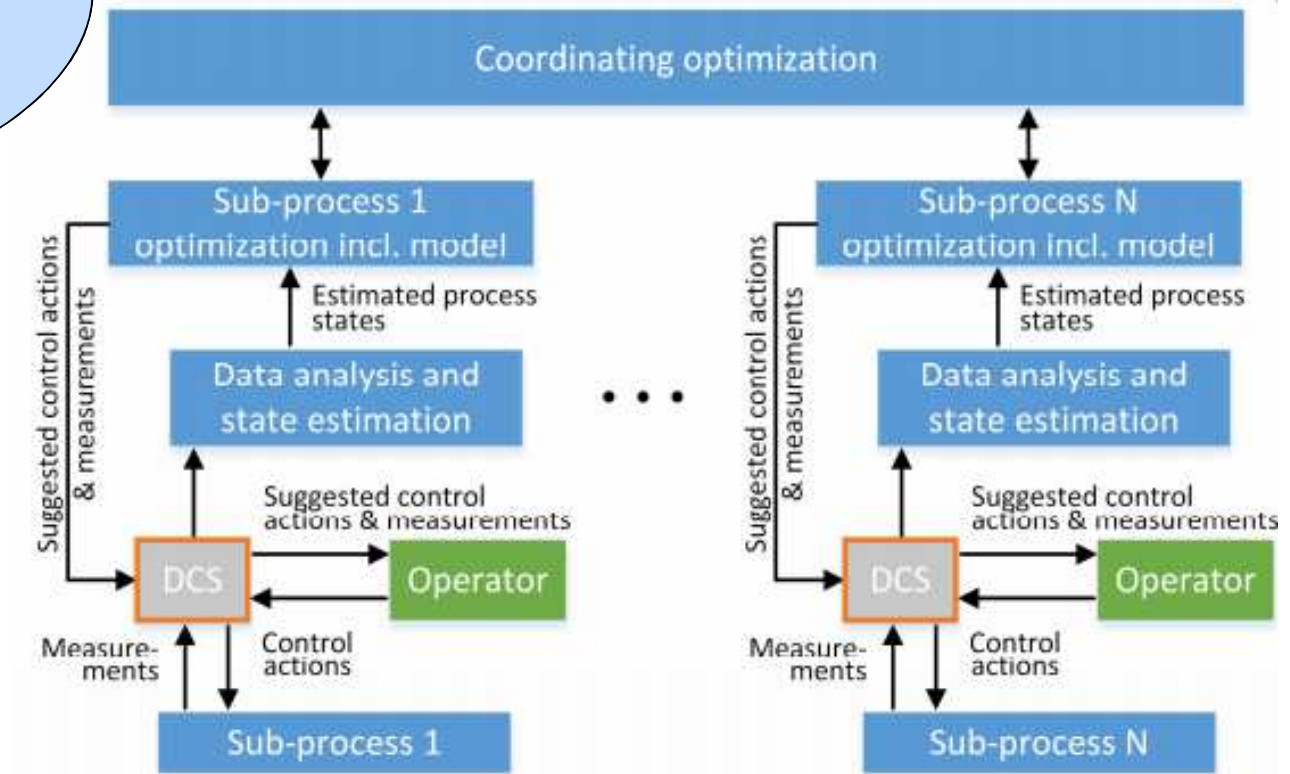 Coordinating optimization
Sub-process 1
optimization incl. model
Suggested control actions
& measurements
Estimated process
states
Data analysis and
state estimation
Suggested control
actions & measurements
DCS
Operator
Measure-
ments
Control
actions
Sub-process 1
• • •
Sub-process N
optimization incl. model
Suggested control actions
& measurements
Estimated process
states
Data analysis and
state estimation
Suggested control
actions & measurements
DCS
Operator
Measure-
ments
Control
actions
Sub-process N